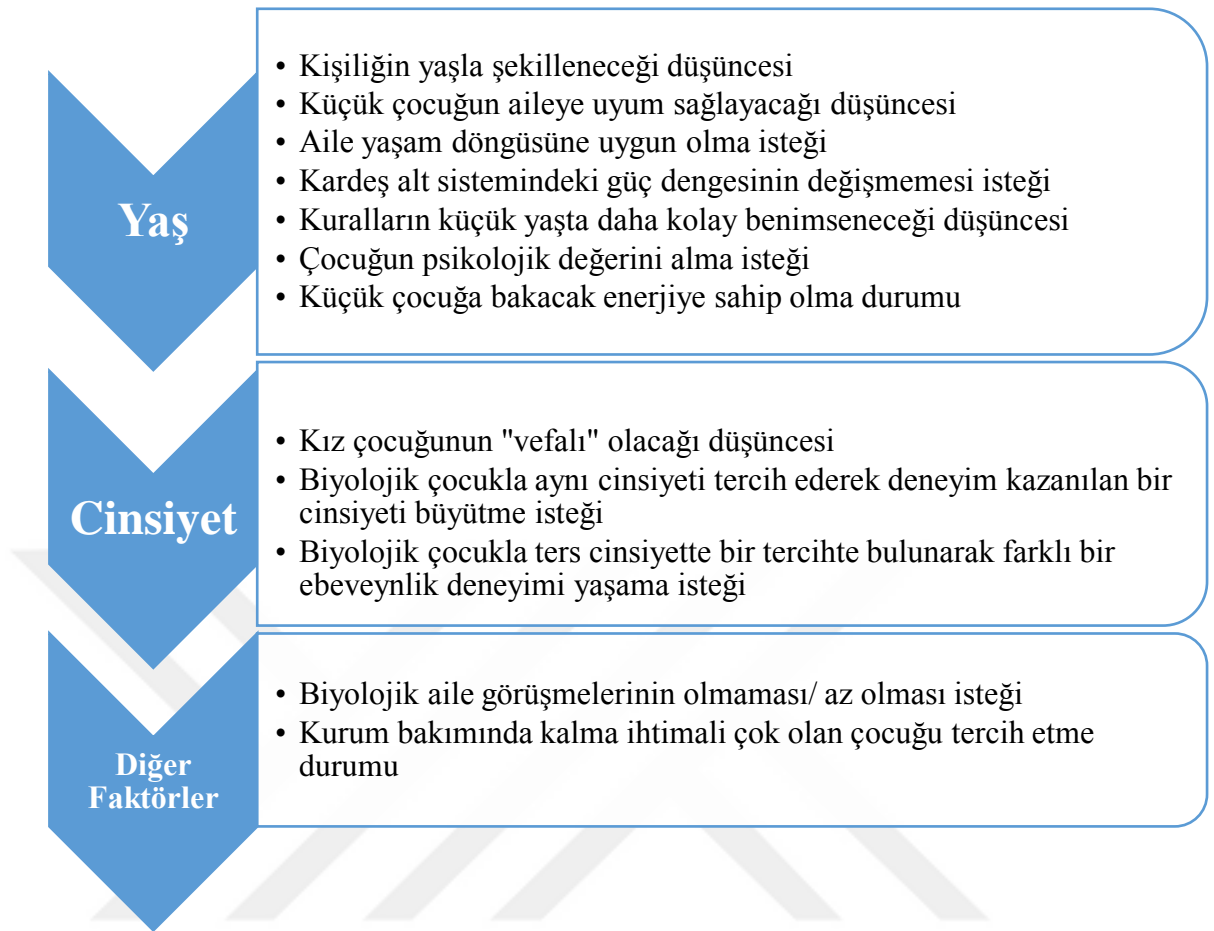 Yaş
• Kişiliğin yaşla şekilleneceği düşüncesi
• Küçük çocuğun aileye uyum sağlayacağı düşüncesi
• Aile yaşam döngüsüne uygun olma isteği
• Kardeş alt sistemindeki güç dengesinin değişmemesi isteği
• Kuralların küçük yaşta daha kolay benimseneceği düşüncesi
• Çocuğun psikolojik değerini alma isteği
• Küçük çocuğa bakacak enerjiye sahip olma durumu
Cinsiyet
• Kız çocuğunun "vefalı" olacağı düşüncesi
• Biyolojik çocukla aynı cinsiyeti tercih ederek deneyim kazanılan bir
cinsiyeti büyütme isteği
• Biyolojik çocukla ters cinsiyette bir tercihte bulunarak farklı bir
ebeveynlik deneyimi yaşama isteği
Diğer
Faktörler
• Biyolojik aile görüşmelerinin olmaması/ az olması isteği
• Kurum bakımında kalma ihtimali çok olan çocuğu tercih etme
durumu